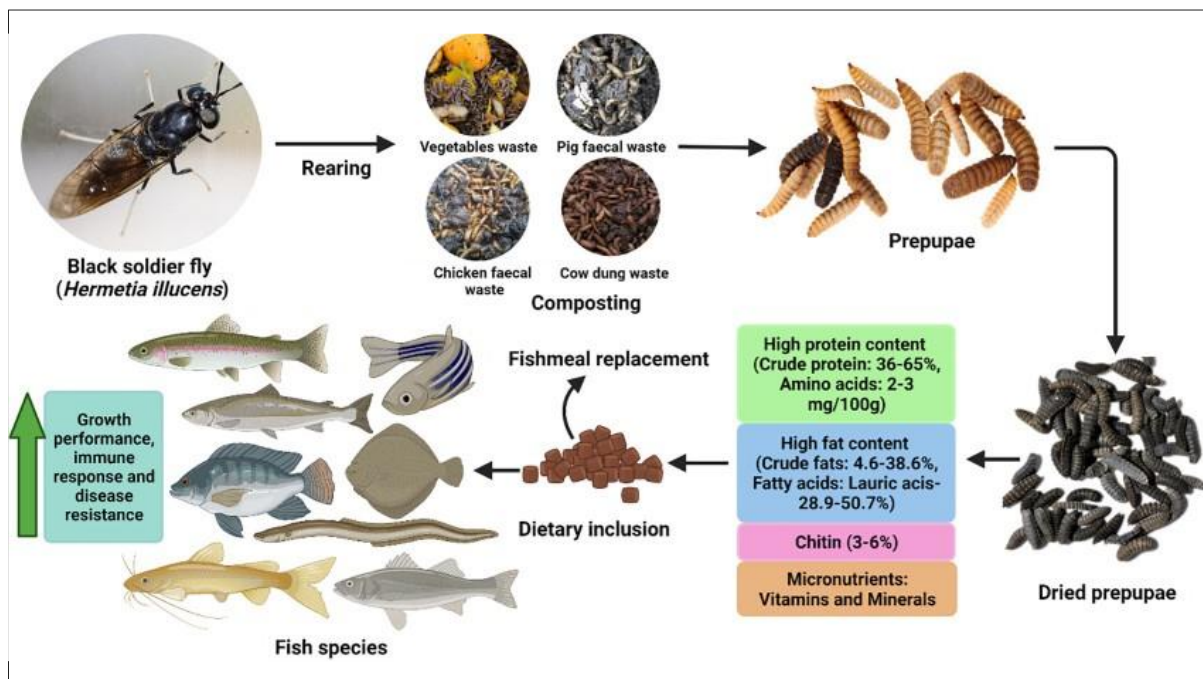 Black soldier fly
(Hermetia illucens)
Rearing
Vegetables waste
Pig faecal waste
Chicken faecal
waste
Cow dung waste
Composting
Prepupae
Dried prepupae
High protein content
(Crude protein: 36-65%,
Amino acids: 2-3
mg/100g)
High fat content
(Crude fats: 4.6-38.6%,
Fatty acids: Lauric acis-
28.9-50.7%)
Chitin (3-6%)
Micronutrients:
Vitamins and Minerals
Fishmeal replacement
Dietary inclusion
Fish species
Growth
performance,
immune
response and
disease
resistance